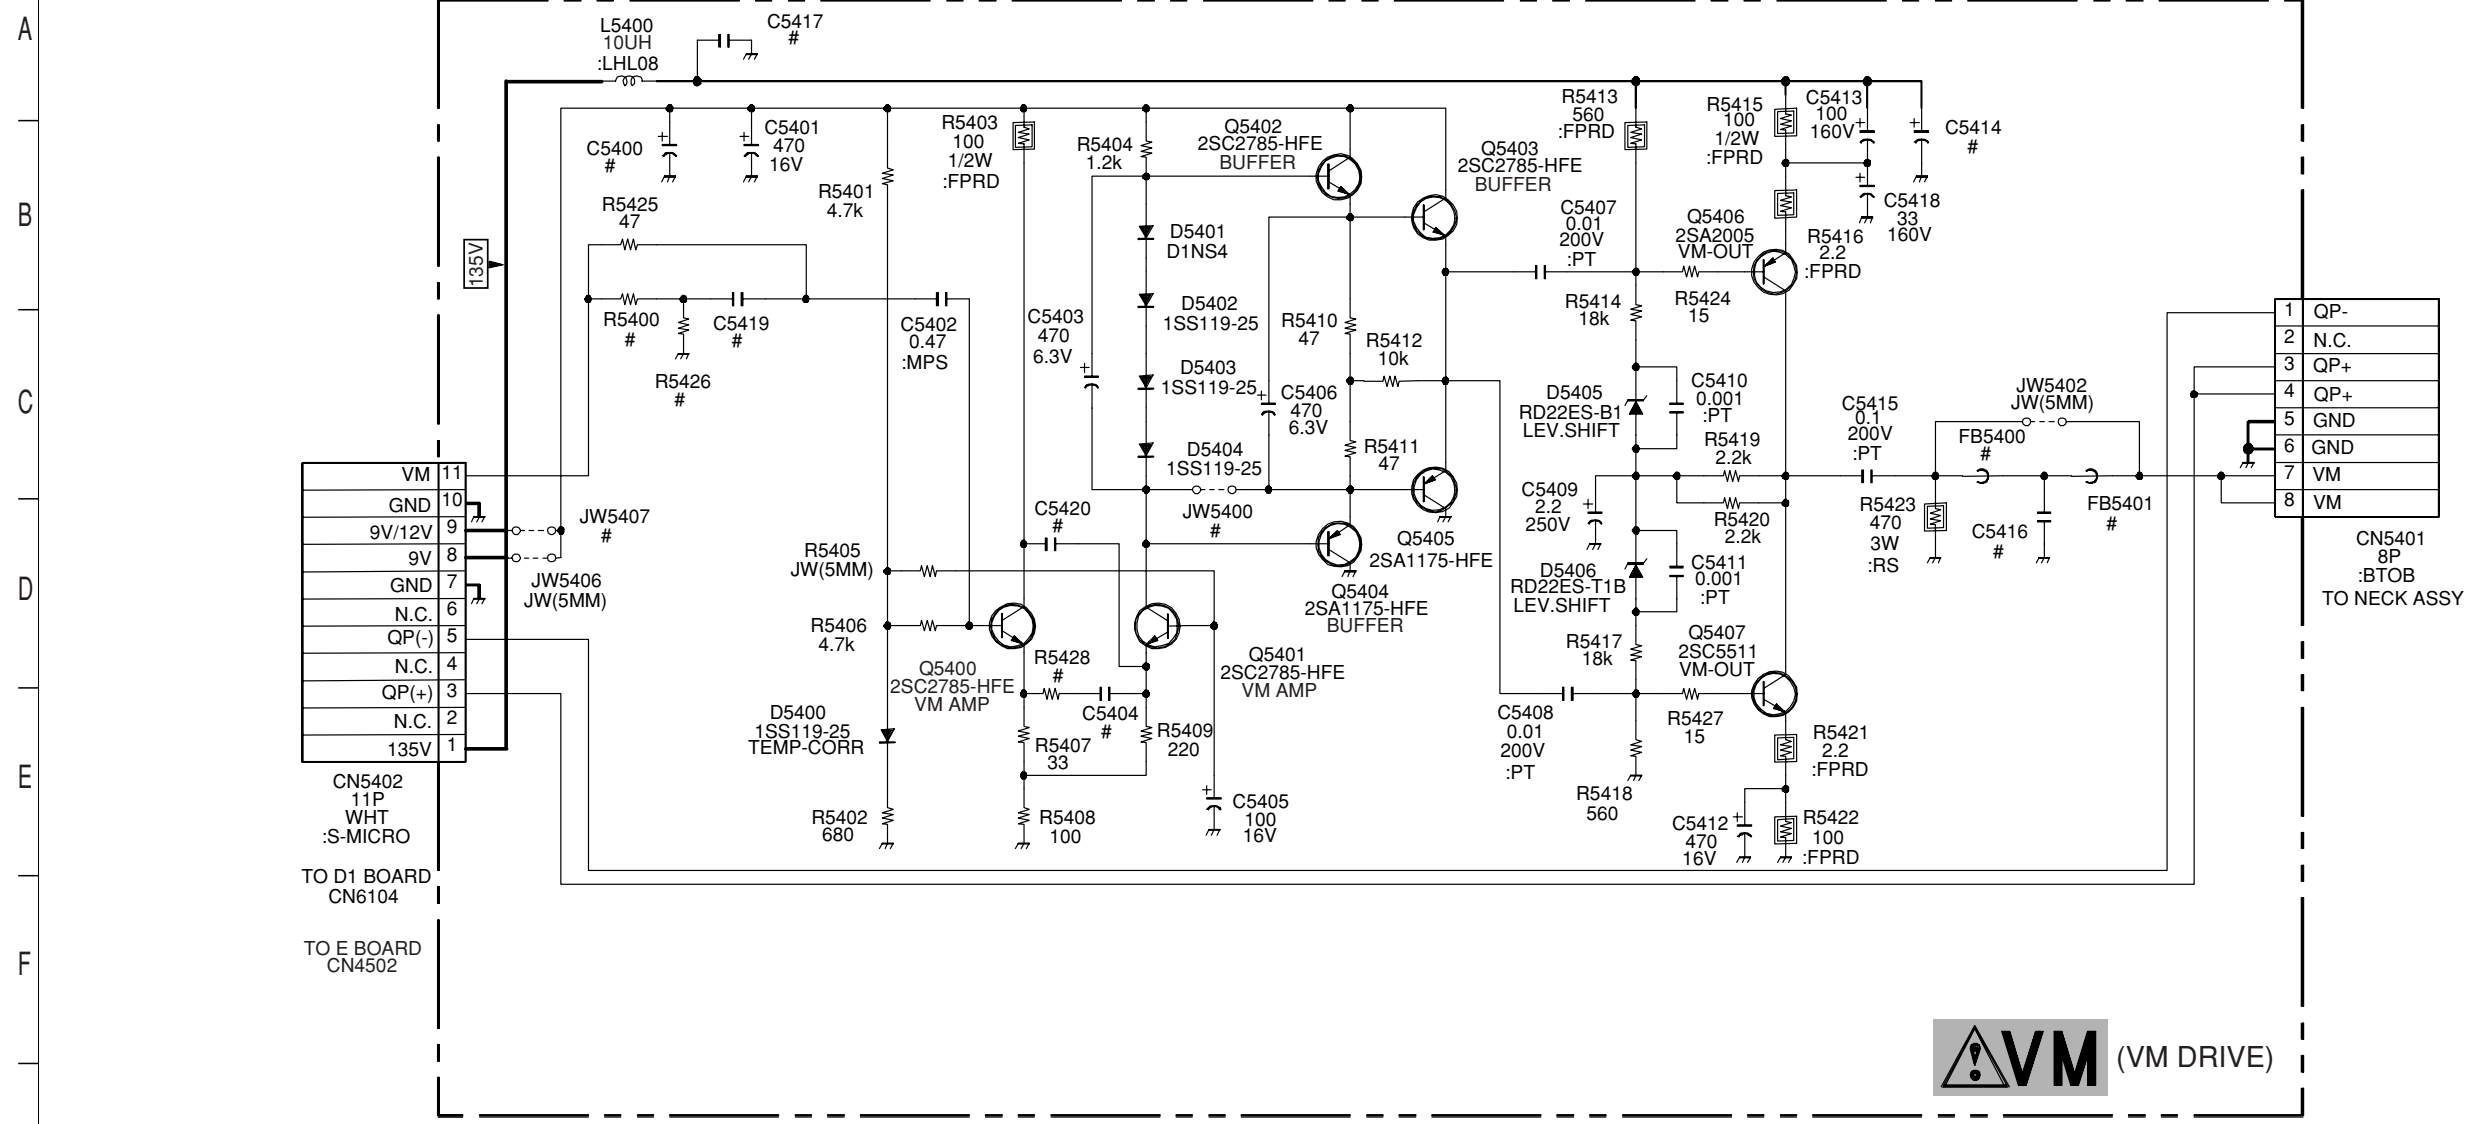 A
B
C
D
E
F
L5400
10UH
:LHL08
C5417
#
C5400
#
C5401
470
16V
R5425
47
135V
R5400
#
R5426
#
C5419
#
C5402
0.47
:MPS
R5401
4.7k
R5403
100
1/2W
:FPRD
R5404
1.2k
C5403
470
6.3V
D5401
D1NS4
D5402
1SS119-25
D5403
1SS119-25
D5404
1SS119-25
JW5400
#
Q5402
2SC2785-HFE
BUFFER
Q5403
2SC2785-HFE
BUFFER
R5410
47
R5412
10k
C5406
470
6.3V
R5411
47
Q5405
2SA1175-HFE
Q5404
2SA1175-HFE
BUFFER
R5413
560
:FPRD
C5407
0.01
200V
:PT
R5414
18k
R5424
15
R5415
100
1/2W
:FPRD
C5413
100
160V
C5414
#
C5418
33
160V
Q5406
2SA2005
VM-OUT
R5416
2.2
:FPRD
D5405
RD22ES-B1
LEV.SHIFT
C5410
0.001
:PT
R5419
2.2k
R5420
2.2k
C5409
2.2
250V
D5406
RD22ES-T1B
LEV.SHIFT
C5411
0.001
:PT
R5417
18k
Q5407
2SC5511
VM-OUT
C5408
0.01
200V
:PT
R5427
15
R5418
560
R5421
2.2
:FPRD
C5412
470
16V
R5422
100
:FPRD
C5415
0.1
200V
:PT
R5423
470
3W
:RS
FB5400
#
JW5402
JW(5MM)
C5416
#
FB5401
#
1 QP-
2 N.C.
3 QP+
4 QP+
5 GND
6 GND
7 VM
8 VM
CN5401
8P
:BTOB
TO NECK ASSY
VM 11
GND 10
9V/12V 9
9V 8
GND 7
N.C. 6
QP(-) 5
N.C. 4
QP(+) 3
N.C. 2
135V 1
JW5407
#
JW5406
JW(5MM)
CN5402
11P
WHT
:S-MICRO
TO D1 BOARD
CN6104
TO E BOARD
CN4502
R5405
JW(5MM)
R5406
4.7k
C5420
#
Q5400
2SC2785-HFE
VM AMP
R5428
#
C5404
#
Q5401
2SC2785-HFE
VM AMP
D5400
1SS119-25
TEMP-CORR
R5407
33
R5409
220
R5402
680
R5408
100
C5405
100
16V
+
+
+
+
+
+
+
+
+
+
! VM (VM DRIVE)